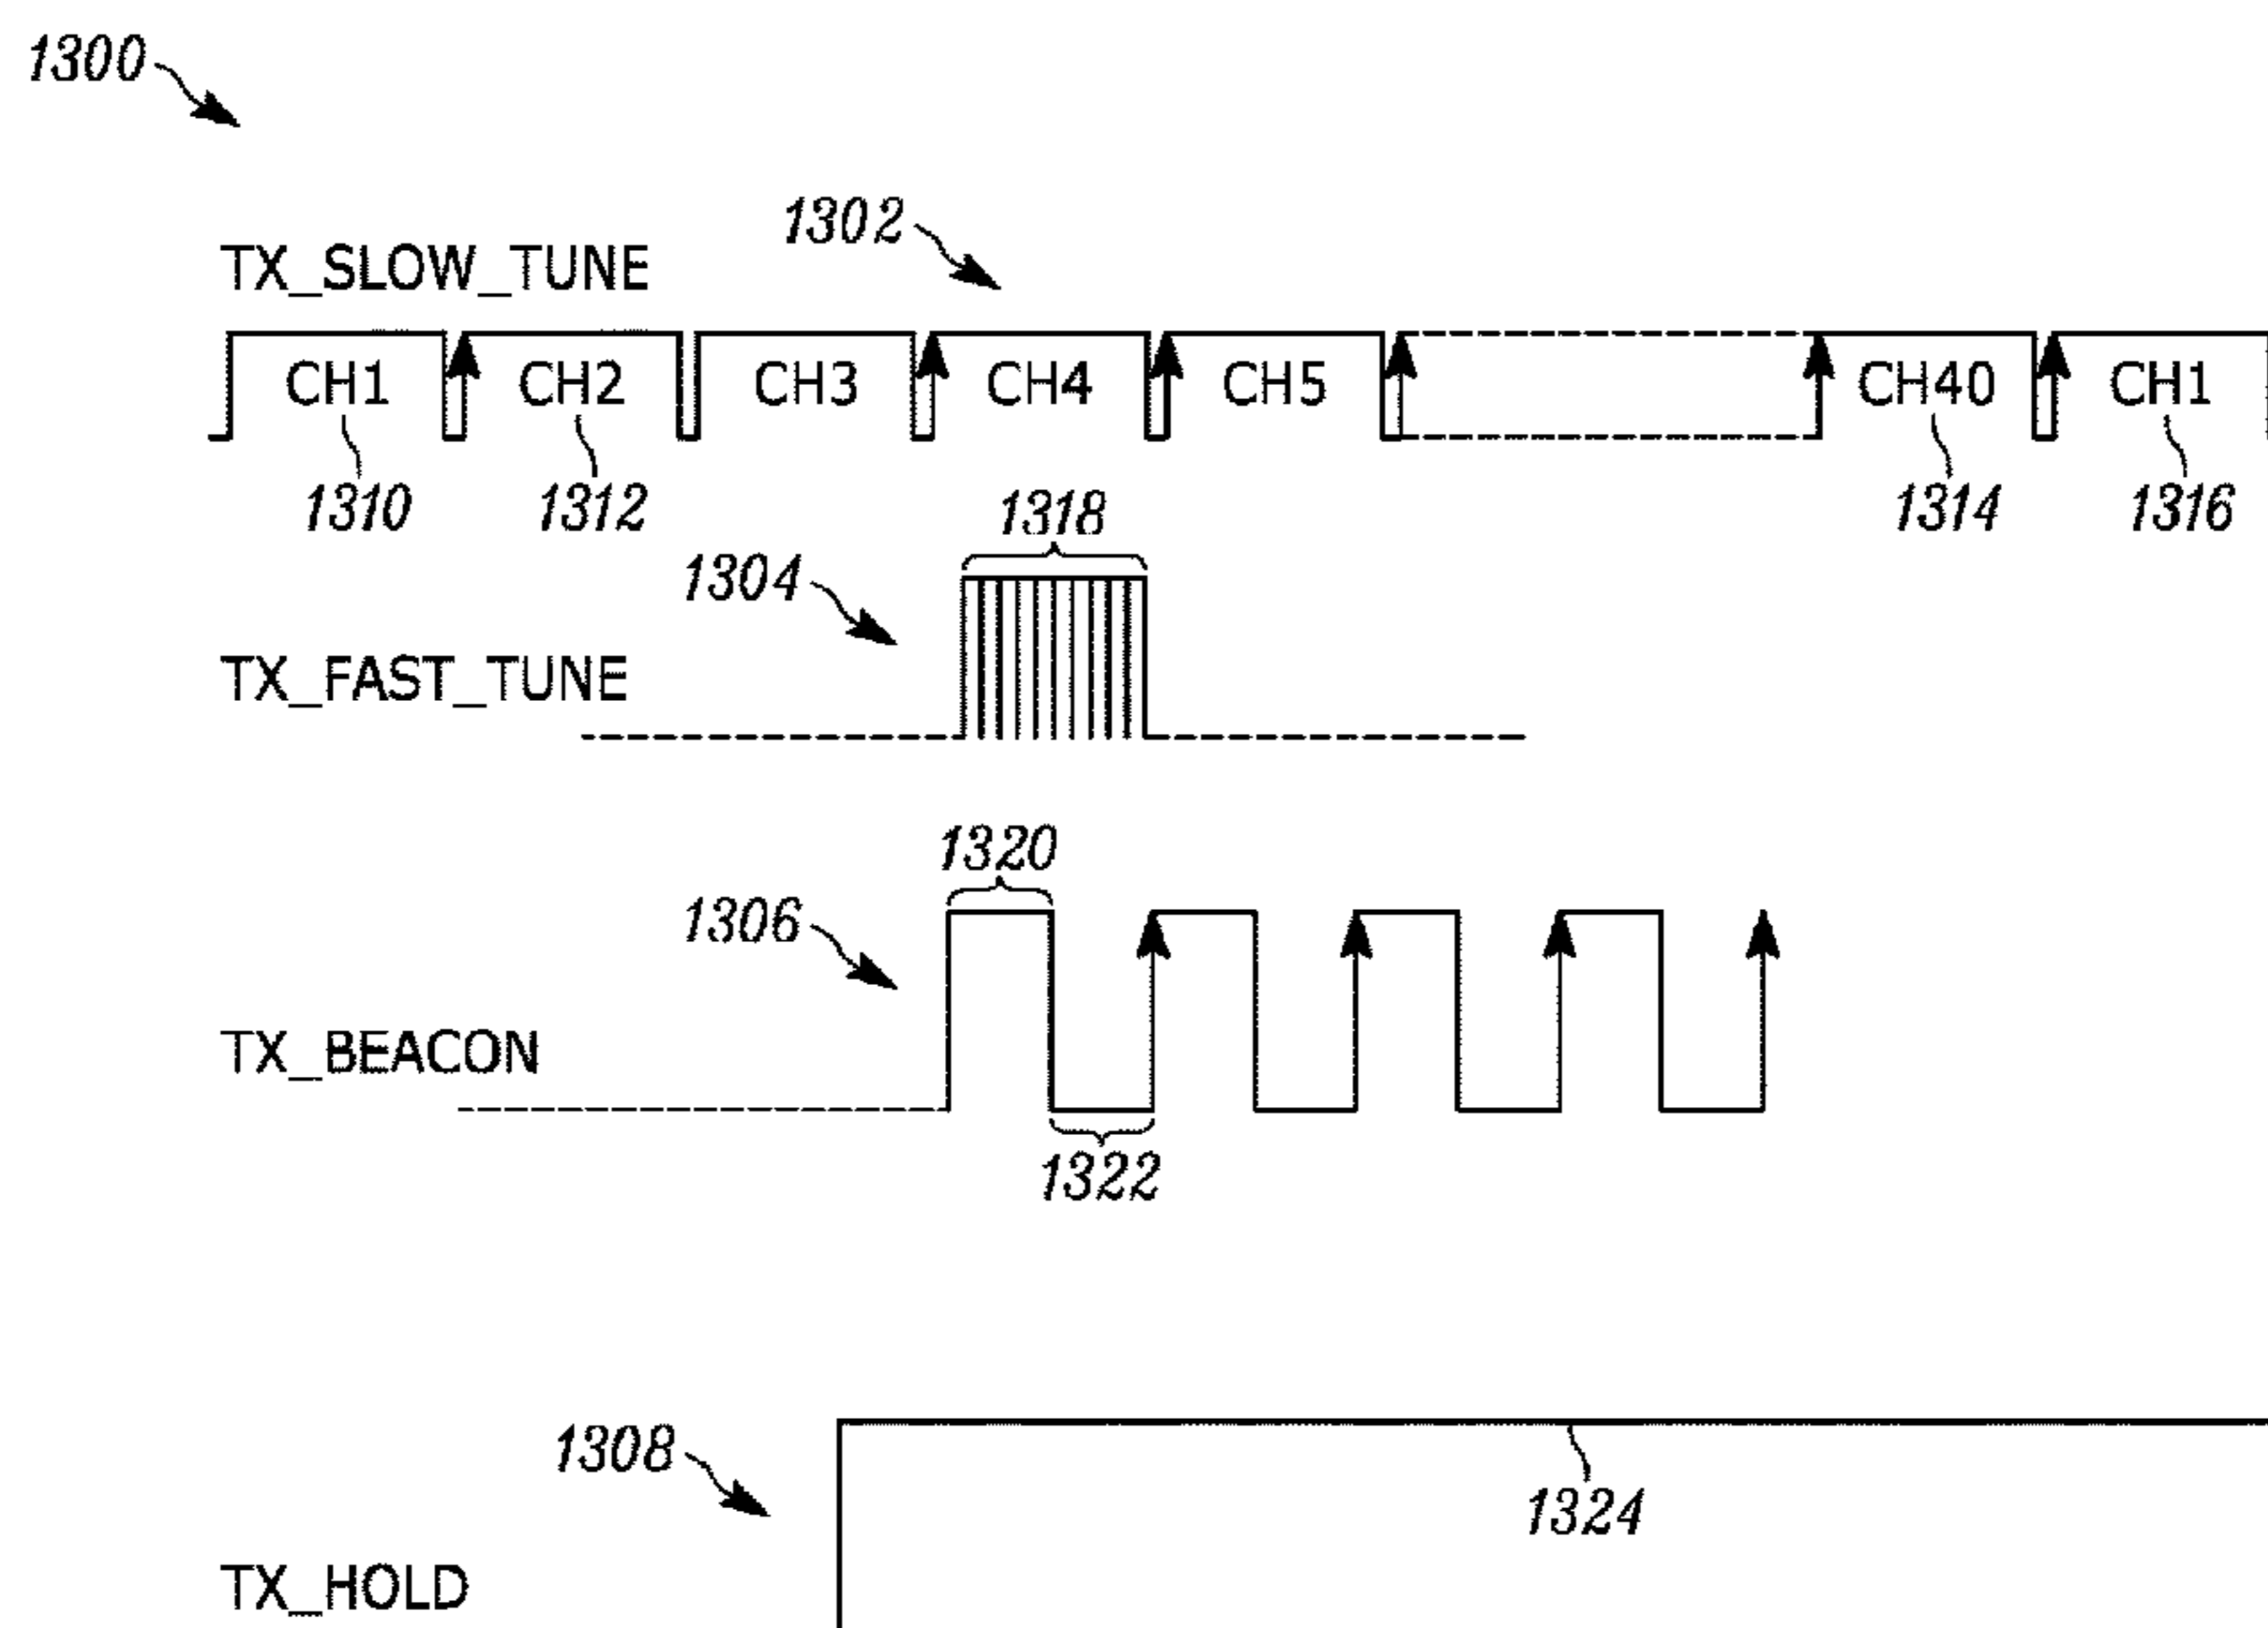 1300
1302
TX_SLOW_TUNE
CH1 CH2 CH3 CH4 CH5 CH40 CH1
1310 1312 1314 1316
1318
1304
TX_FAST_TUNE
1320
1306
TX_BEACON
1322
1308
1324
TX_HOLD